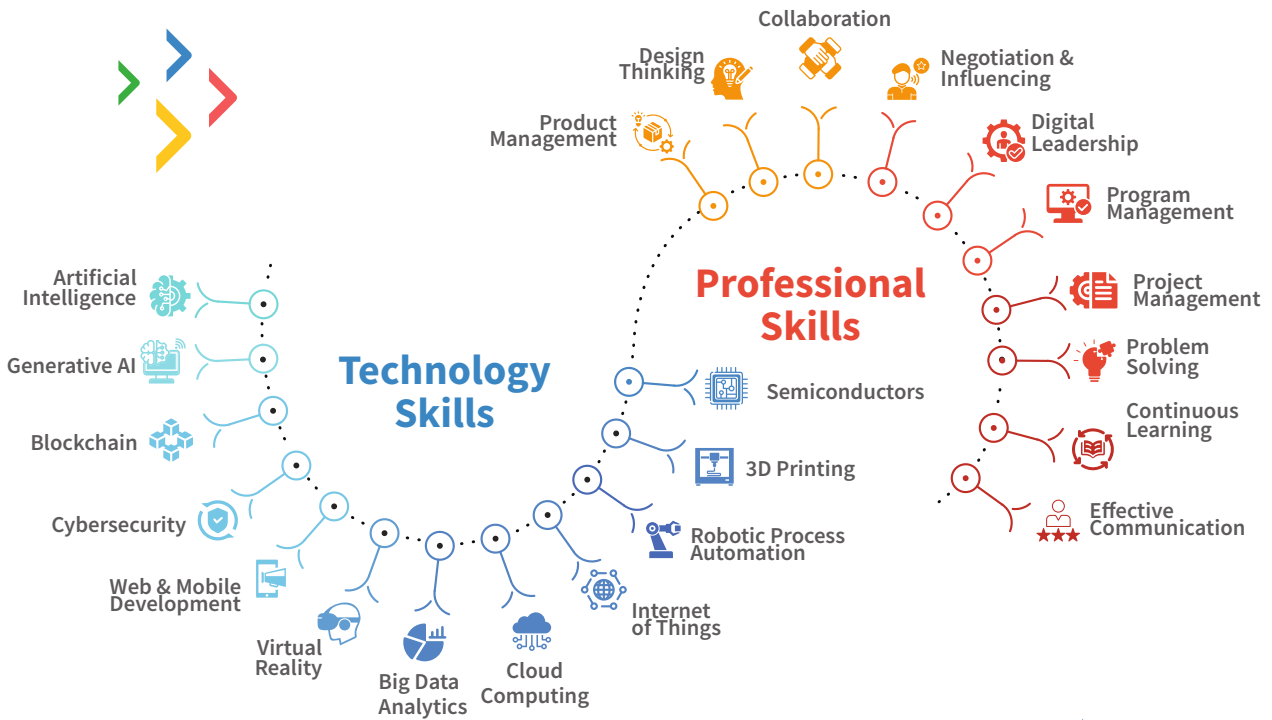 Technology
Skills
Artificial
Intelligence
Generative AI
Blockchain
Cybersecurity
Web & Mobile
Development
Virtual
Reality
Big Data
Analytics
Cloud
Computing
Internet
of Things
Robotic Process
Automation
3D Printing
Semiconductors
Professional
Skills
Product
Management
Design
Thinking
Collaboration
Negotiation &
Influencing
Digital
Leadership
Program
Management
Project
Management
Problem
Solving
Continuous
Learning
Effective
Communication